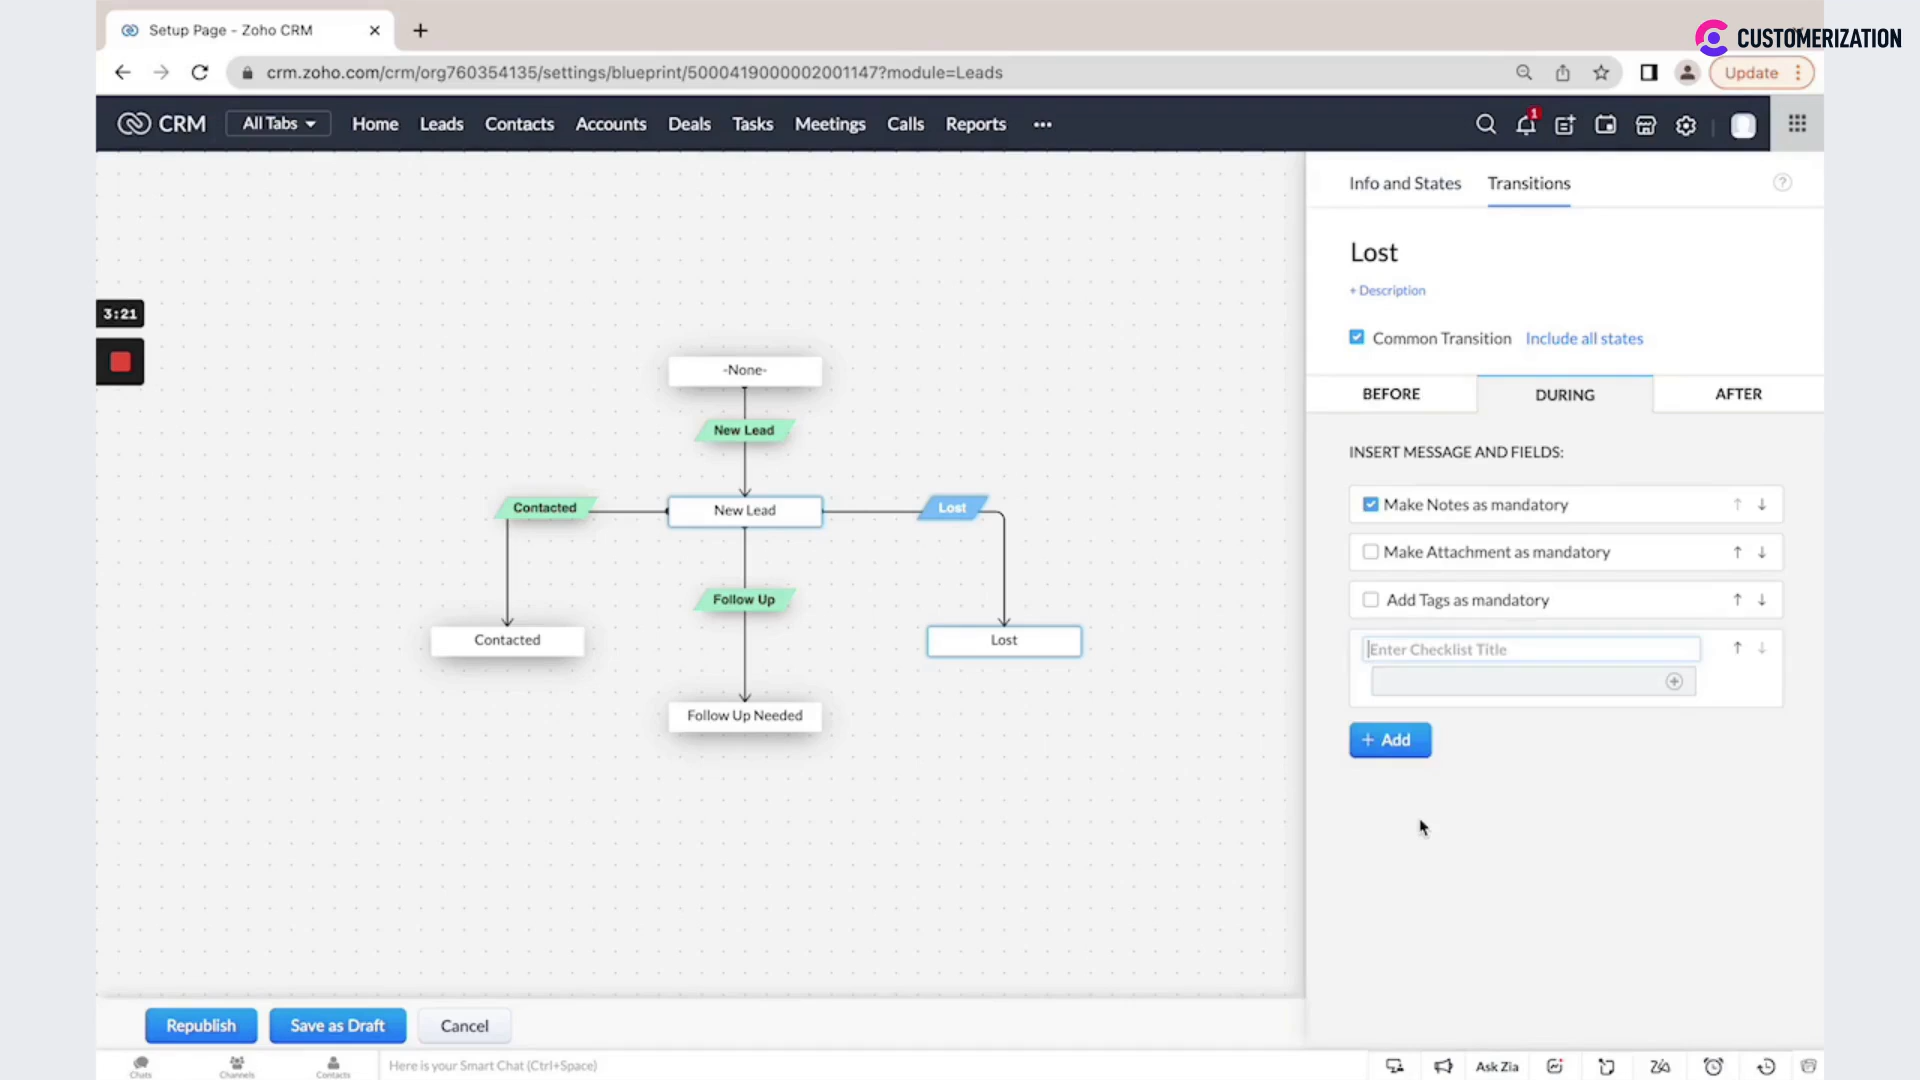 Setup Page - Zoho CRM
CUSTOMERIZATION
crm.zoho.com/crm/org760354135/settings/blueprint/5000419000002001147?module=Leads
Update
CRM
All Tabs
Home
Leads
Contacts
Accounts
Deals
Tasks
Meetings
Calls
Reports
1
Info and States
Transitions
?
Lost
+ Description
3:21
Common Transition
Include all states
-None-
BEFORE
DURING
AFTER
New Lead
INSERT MESSAGE AND FIELDS:
Contacted
New Lead
Lost
Make Notes as mandatory
Make Attachment as mandatory
Follow Up
Add Tags as mandatory
Contacted
Lost
Enter Checklist Title
Follow Up Needed
+ Add
Republish
Save as Draft
Cancel
Chats
Channels
Contacts
Here is your Smart Chat (Ctrl+Space)
Ask Zia